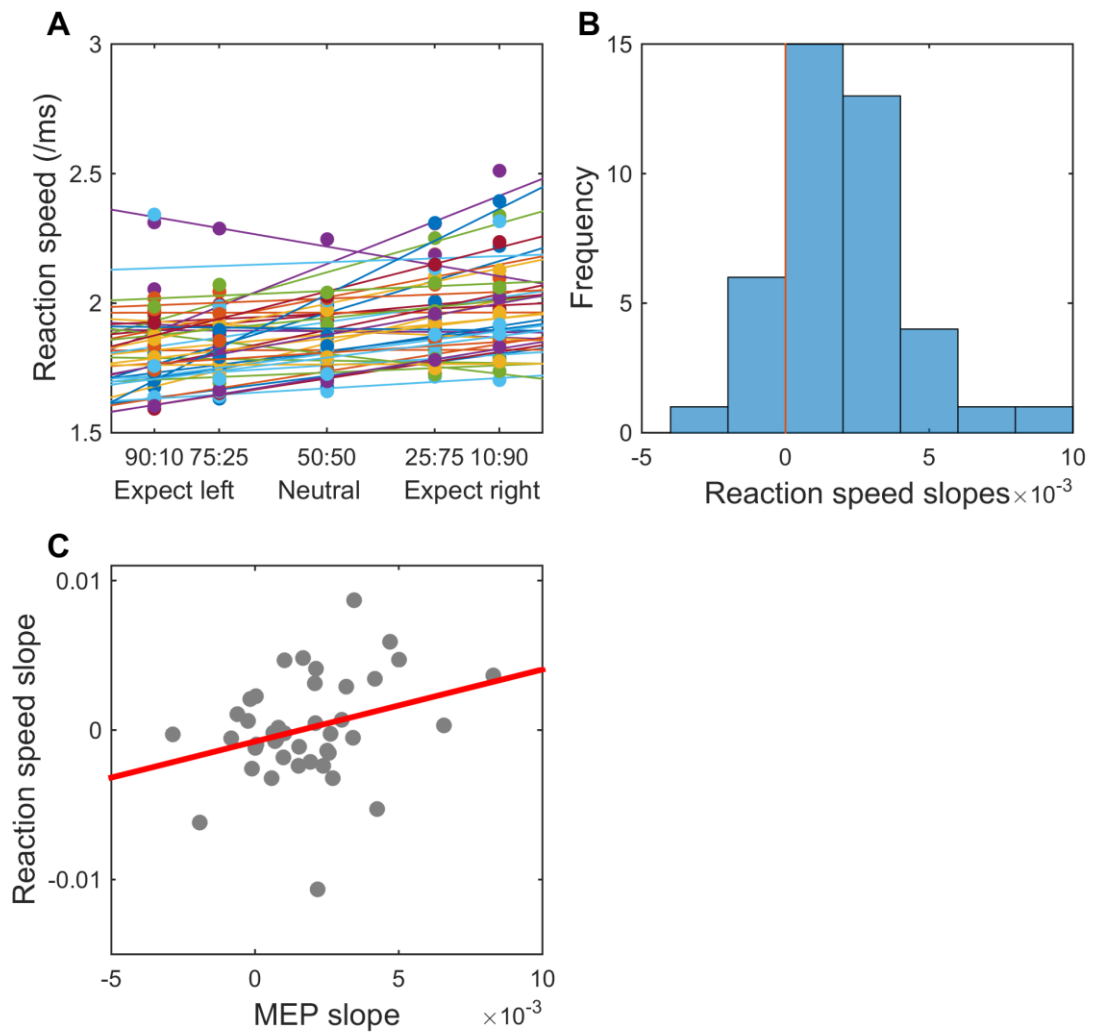 A
B
3
2.5
2
1.5
Reaction speed (/ms)
90:10 75:25 50:50 25:75 10:90
Expect left Neutral Expect right
15
10
5
0
Frequency
-5 0 5 10
Reaction speed slopes ×10⁻³
C
0.01
0
-0.01
Reaction speed slope
-5 0 5 10
MEP slope ×10⁻³